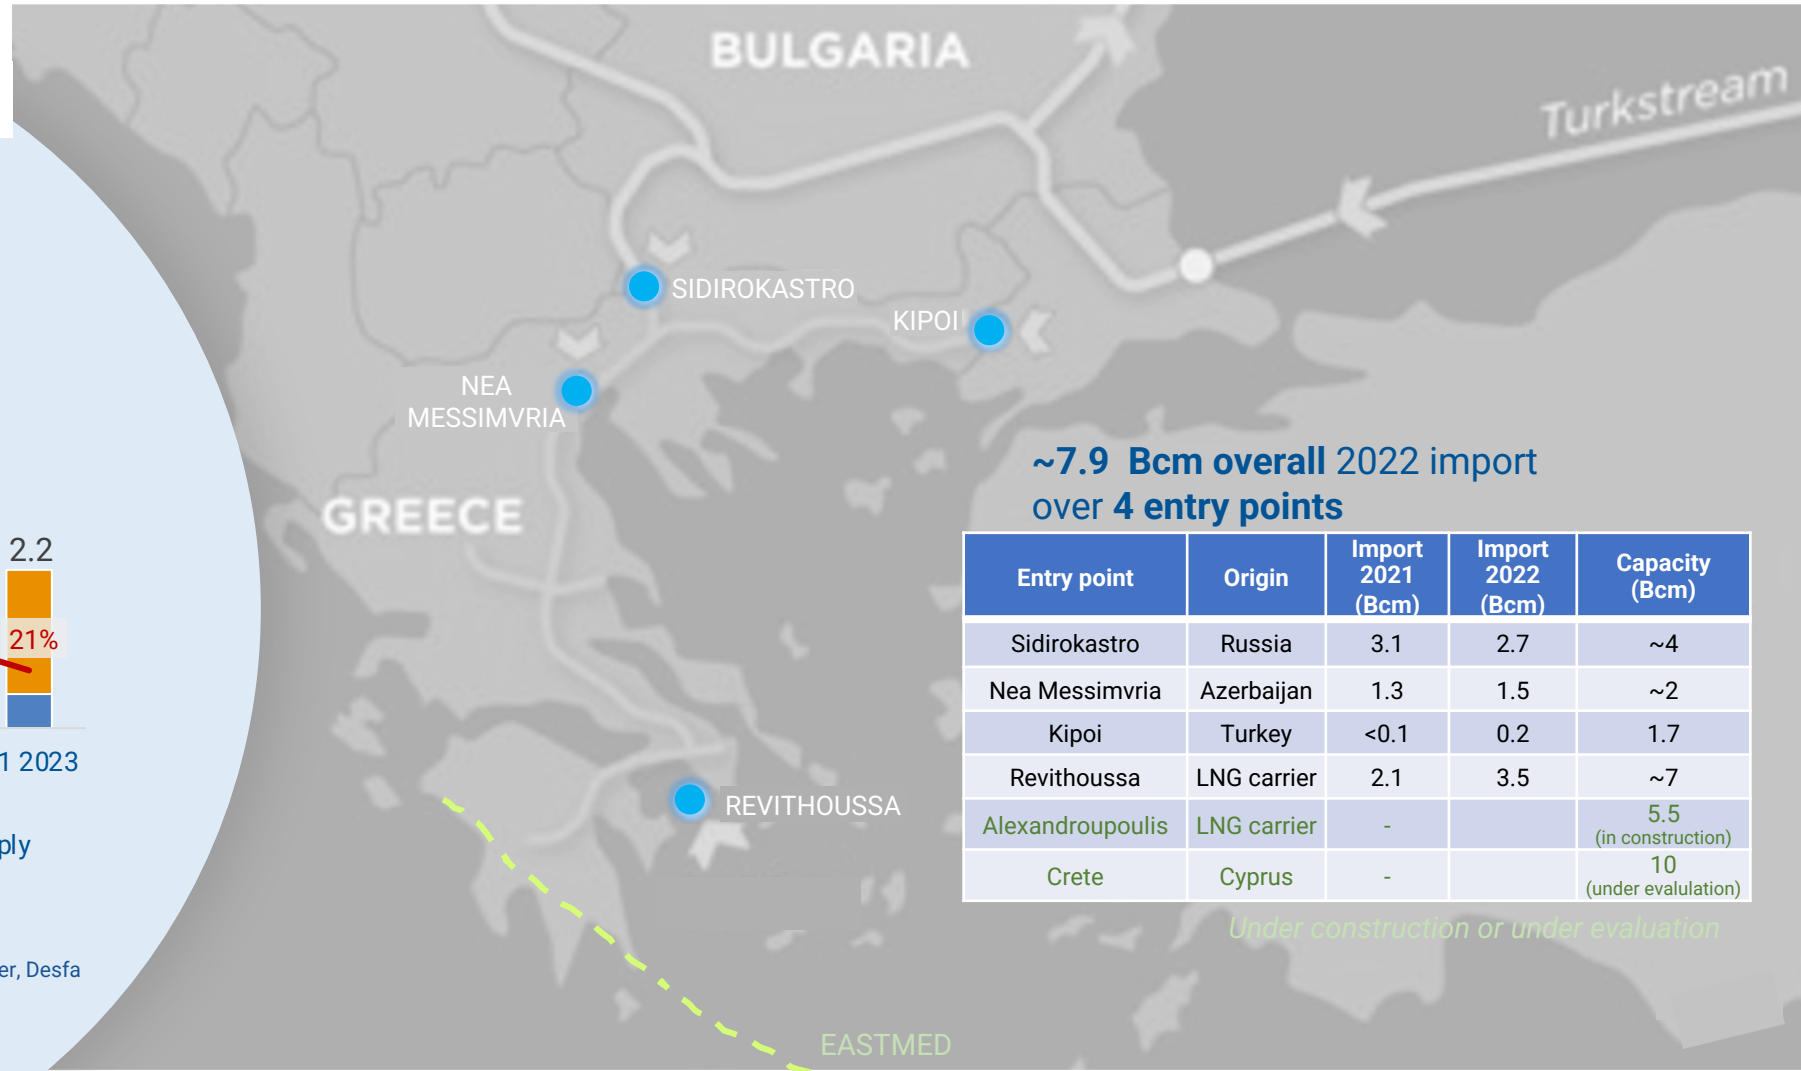 BULGARIA
Turkstream
SIDIROKASTRO
KIPOI
NEA
MESSIMVRIA
GREECE
REVITHOUSSA
EASTMED
2.2
21%
1 2023
er, Desfa
~7.9 Bcm overall 2022 import
over 4 entry points
Entry point Origin Import 2021 (Bcm) Import 2022 (Bcm) Capacity (Bcm)
Sidirokastro Russia 3.1 2.7 ~4
Nea Messimvria Azerbaijan 1.3 1.5 ~2
Kipoi Turkey <0.1 0.2 1.7
Revithoussa LNG carrier 2.1 3.5 ~7
Alexandroupoulis LNG carrier - 5.5 (in construction)
Crete Cyprus - 10 (under evalulation)
Under construction or under evaluation